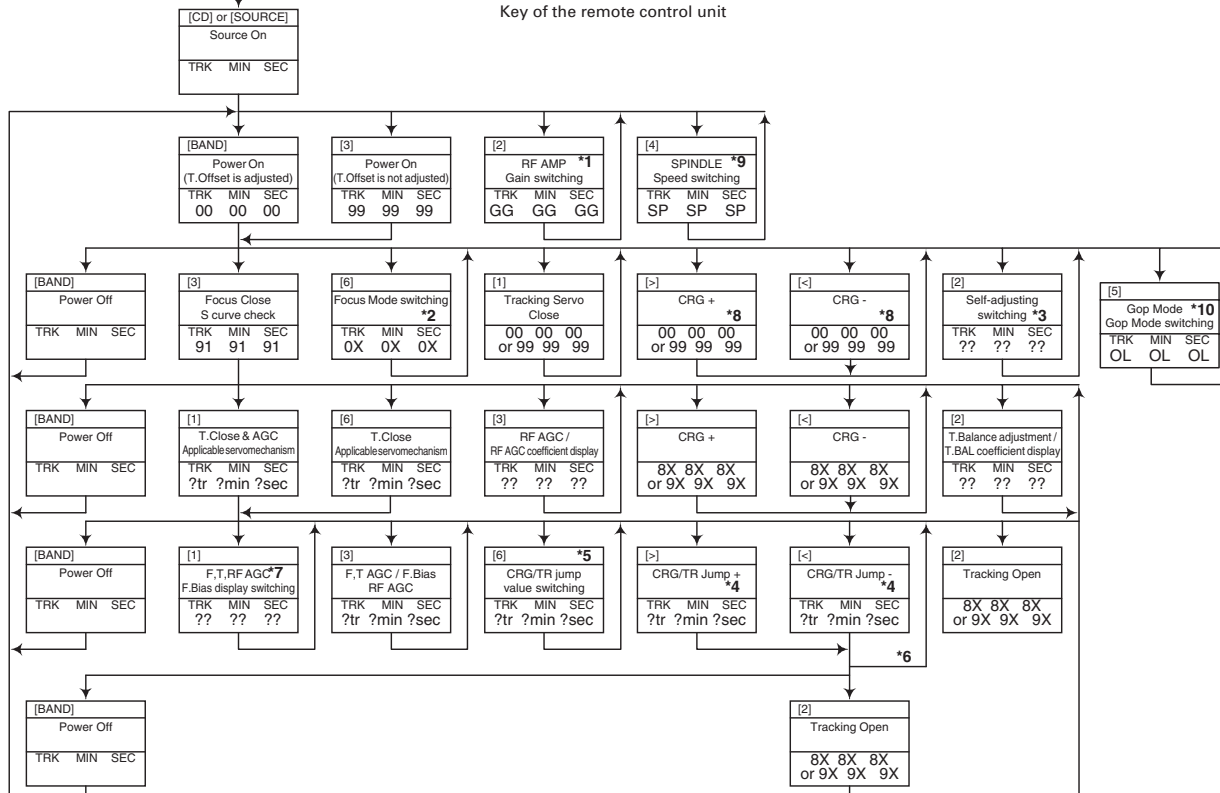 Key of the remote control unit
[CD] or [SOURCE]
Source On
TRK MIN SEC
[BAND]
Power On
(T.Offset is adjusted)
TRK MIN SEC
00 00 00
[3]
Power On
(T.Offset is not adjusted)
TRK MIN SEC
99 99 99
[2]
RF AMP *1
Gain switching
TRK MIN SEC
GG GG GG
[4]
SPINDLE *9
Speed switching
TRK MIN SEC
SP SP SP
[BAND]
Power Off
TRK MIN SEC
[3]
Focus Close
S curve check
TRK MIN SEC
91 91 91
[6]
Focus Mode switching
*2
TRK MIN SEC
0X 0X 0X
[1]
Tracking Servo
Close
00 00 00
or 99 99 99
[>]
CRG +
*8
00 00 00
or 99 99 99
[<]
CRG -
*8
00 00 00
or 99 99 99
[2]
Self-adjusting
switching *3
TRK MIN SEC
?? ?? ??
[5]
Gop Mode *10
Gop Mode switching
TRK MIN SEC
OL OL OL
[BAND]
Power Off
TRK MIN SEC
[1]
T.Close & AGC
Applicable servomechanism
TRK MIN SEC
?tr ?min ?sec
[6]
T.Close
Applicable servomechanism
TRK MIN SEC
?tr ?min ?sec
[3]
RF AGC /
RF AGC coefficient display
TRK MIN SEC
?? ?? ??
[>]
CRG +
8X 8X 8X
or 9X 9X 9X
[<]
CRG -
8X 8X 8X
or 9X 9X 9X
[2]
T.Balance adjustment /
T.BAL coefficient display
TRK MIN SEC
?? ?? ??
[BAND]
Power Off
TRK MIN SEC
[1]
F,T,RF AGC *7
F.Bias display switching
TRK MIN SEC
?? ?? ??
[3]
F,T AGC / F.Bias
RF AGC
TRK MIN SEC
?tr ?min ?sec
[6] *5
CRG/TR jump
value switching
TRK MIN SEC
?tr ?min ?sec
[>]
CRG/TR Jump +
*4
TRK MIN SEC
?tr ?min ?sec
[<]
CRG/TR Jump -
*4
TRK MIN SEC
?tr ?min ?sec
[2]
Tracking Open
8X 8X 8X
or 9X 9X 9X
*6
[BAND]
Power Off
TRK MIN SEC
[2]
Tracking Open
8X 8X 8X
or 9X 9X 9X